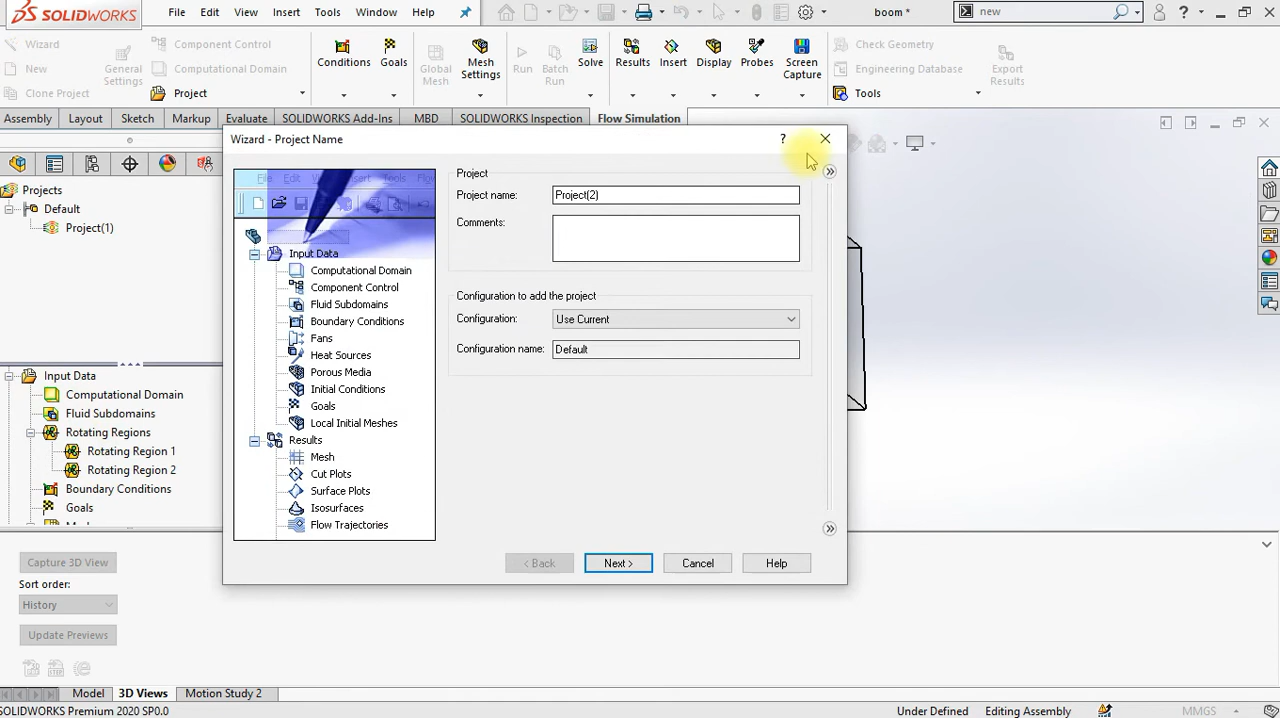 SOLIDWORKS File Edit View Insert Tools Window Help boom * new ?
Wizard Component Control Check Geometry
New General Settings Computational Domain Conditions Goals Global Mesh Mesh Settings Run Batch Run Solve Results Insert Display Probes Screen Capture Engineering Database Export Results
Clone Project Project Tools
Assembly Layout Sketch Markup Evaluate SOLIDWORKS Add-Ins MBD SOLIDWORKS Inspection Flow Simulation
Projects
Default
Project(1)
Input Data
Computational Domain
Fluid Subdomains
Rotating Regions
Rotating Region 1
Rotating Region 2
Boundary Conditions
Goals
Wizard - Project Name ?
Input Data
Computational Domain
Component Control
Fluid Subdomains
Boundary Conditions
Fans
Heat Sources
Porous Media
Initial Conditions
Goals
Local Initial Meshes
Results
Mesh
Cut Plots
Surface Plots
Isosurfaces
Flow Trajectories
Project
Project name: Project(2)
Comments:
Configuration to add the project
Configuration: Use Current
Configuration name: Default
< Back Next > Cancel Help
Capture 3D View
Sort order:
History
Update Previews
Model 3D Views Motion Study 2
SOLIDWORKS Premium 2020 SP0.0 Under Defined Editing Assembly MMGS